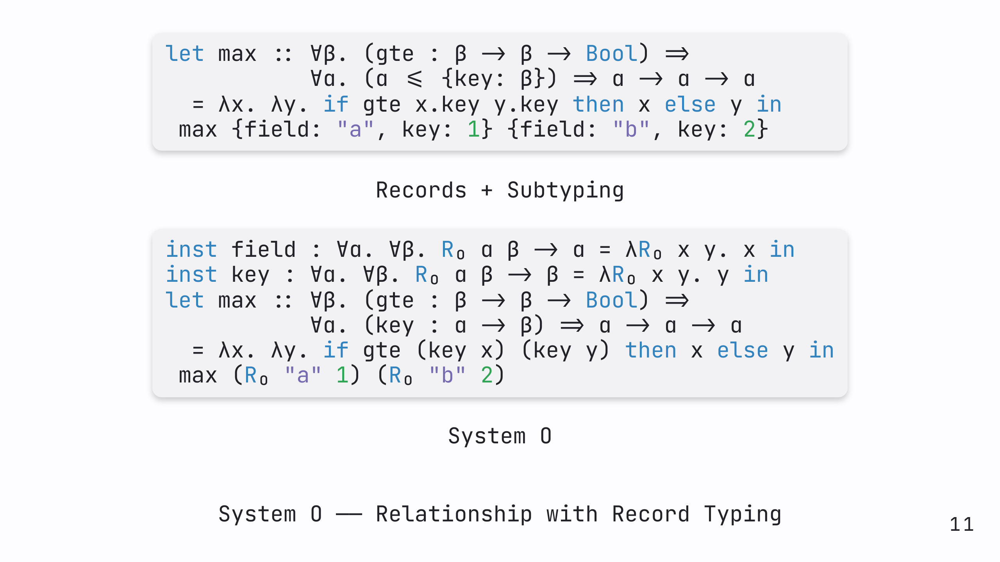 let max :: ∀β. (gte : β → β → Bool) ⇒
∀α. (α ⩽ {key: β}) ⇒ α → α → α
= λx. λy. if gte x.key y.key then x else y in
max {field: "a", key: 1} {field: "b", key: 2}
Records + Subtyping
inst field : ∀α. ∀β. R₀ α β → α = λR₀ x y. x in
inst key : ∀α. ∀β. R₀ α β → β = λR₀ x y. y in
let max :: ∀β. (gte : β → β → Bool) ⇒
∀α. (key : α → β) ⇒ α → α → α
= λx. λy. if gte (key x) (key y) then x else y in
max (R₀ "a" 1) (R₀ "b" 2)
System O
System O —— Relationship with Record Typing
11